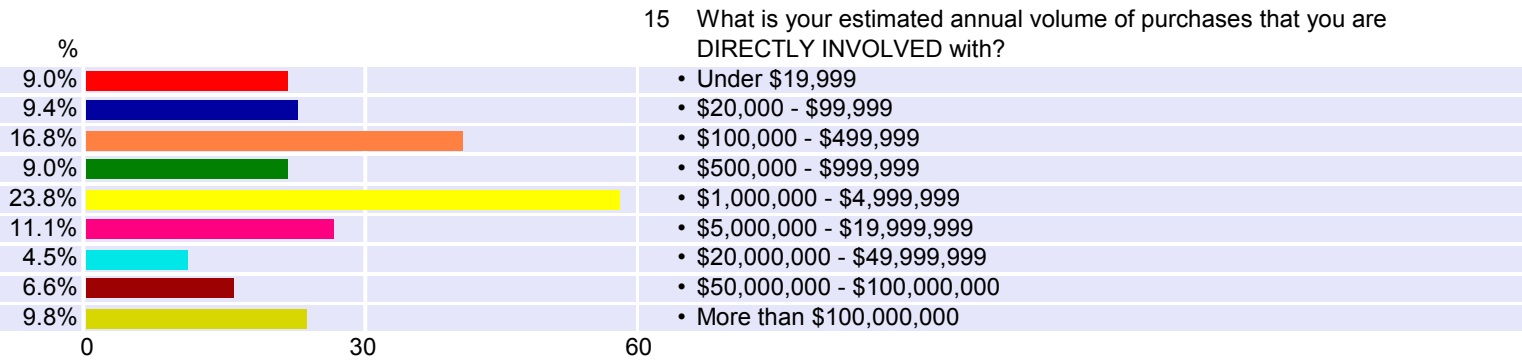 15 What is your estimated annual volume of purchases that you are
% DIRECTLY INVOLVED with?
9.0% • Under $19,999
9.4% • $20,000 - $99,999
16.8% • $100,000 - $499,999
9.0% • $500,000 - $999,999
23.8% • $1,000,000 - $4,999,999
11.1% • $5,000,000 - $19,999,999
4.5% • $20,000,000 - $49,999,999
6.6% • $50,000,000 - $100,000,000
9.8% • More than $100,000,000
0 30 60